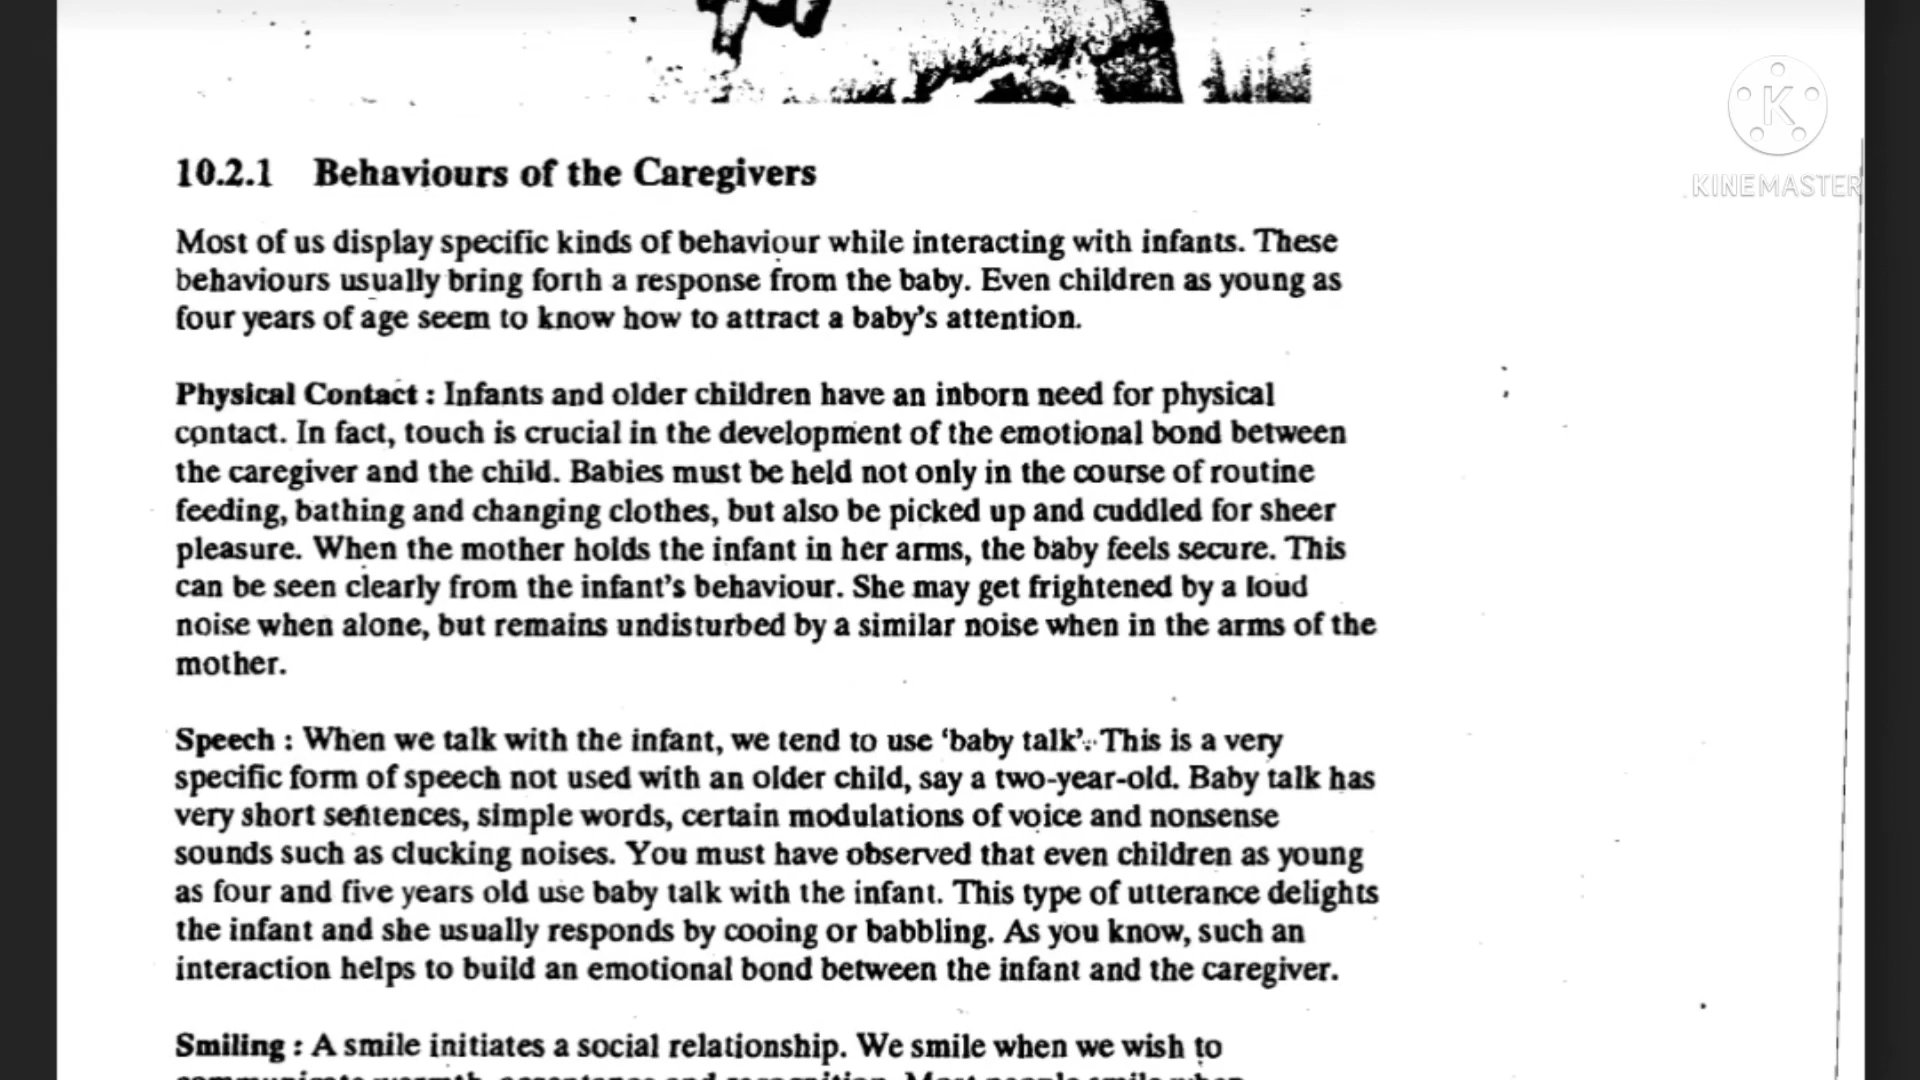 K
KINEMASTER
10.2.1 Behaviours of the Caregivers
Most of us display specific kinds of behaviour while interacting with infants. These
behaviours usually bring forth a response from the baby. Even children as young as
four years of age seem to know how to attract a baby's attention.
Physical Contact : Infants and older children have an inborn need for physical
contact. In fact, touch is crucial in the development of the emotional bond between
the caregiver and the child. Babies must be held not only in the course of routine
feeding, bathing and changing clothes, but also be picked up and cuddled for sheer
pleasure. When the mother holds the infant in her arms, the baby feels secure. This
can be seen clearly from the infant's behaviour. She may get frightened by a loud
noise when alone, but remains undisturbed by a similar noise when in the arms of the
mother.
Speech : When we talk with the infant, we tend to use ‘baby talk’. This is a very
specific form of speech not used with an older child, say a two-year-old. Baby talk has
very short sentences, simple words, certain modulations of voice and nonsense
sounds such as clucking noises. You must have observed that even children as young
as four and five years old use baby talk with the infant. This type of utterance delights
the infant and she usually responds by cooing or babbling. As you know, such an
interaction helps to build an emotional bond between the infant and the caregiver.
Smiling : A smile initiates a social relationship. We smile when we wish to